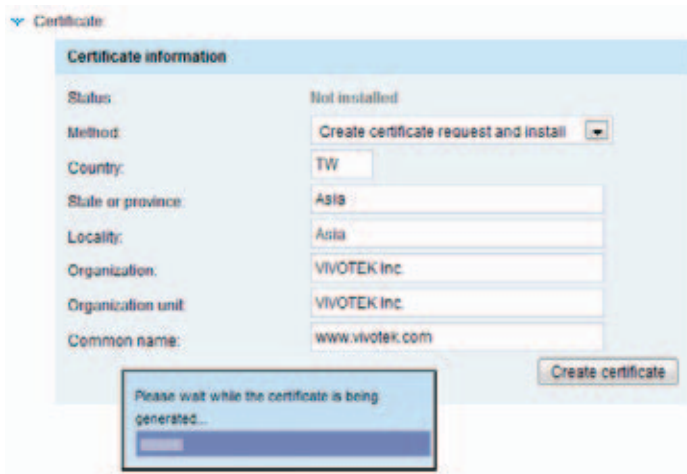 Certificate:
Certificate information
Status: Not installed
Method: Create certificate request and install
Country: TW
State or province: Asia
Locality: Asia
Organization: VIVOTEK Inc.
Organization unit: VIVOTEK Inc.
Common name: www.vivotek.com
Create certificate
Please wait while the certificate is being
generated...